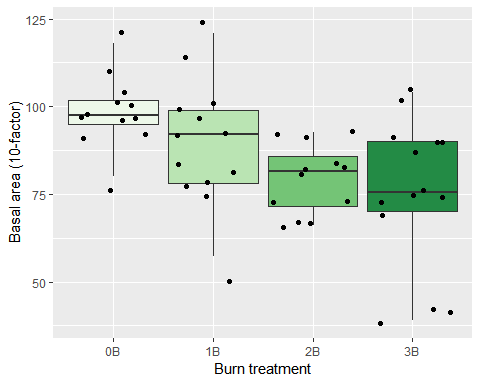 Basal area (10-factor)
125
100
75
50
0B 1B 2B 3B
Burn treatment